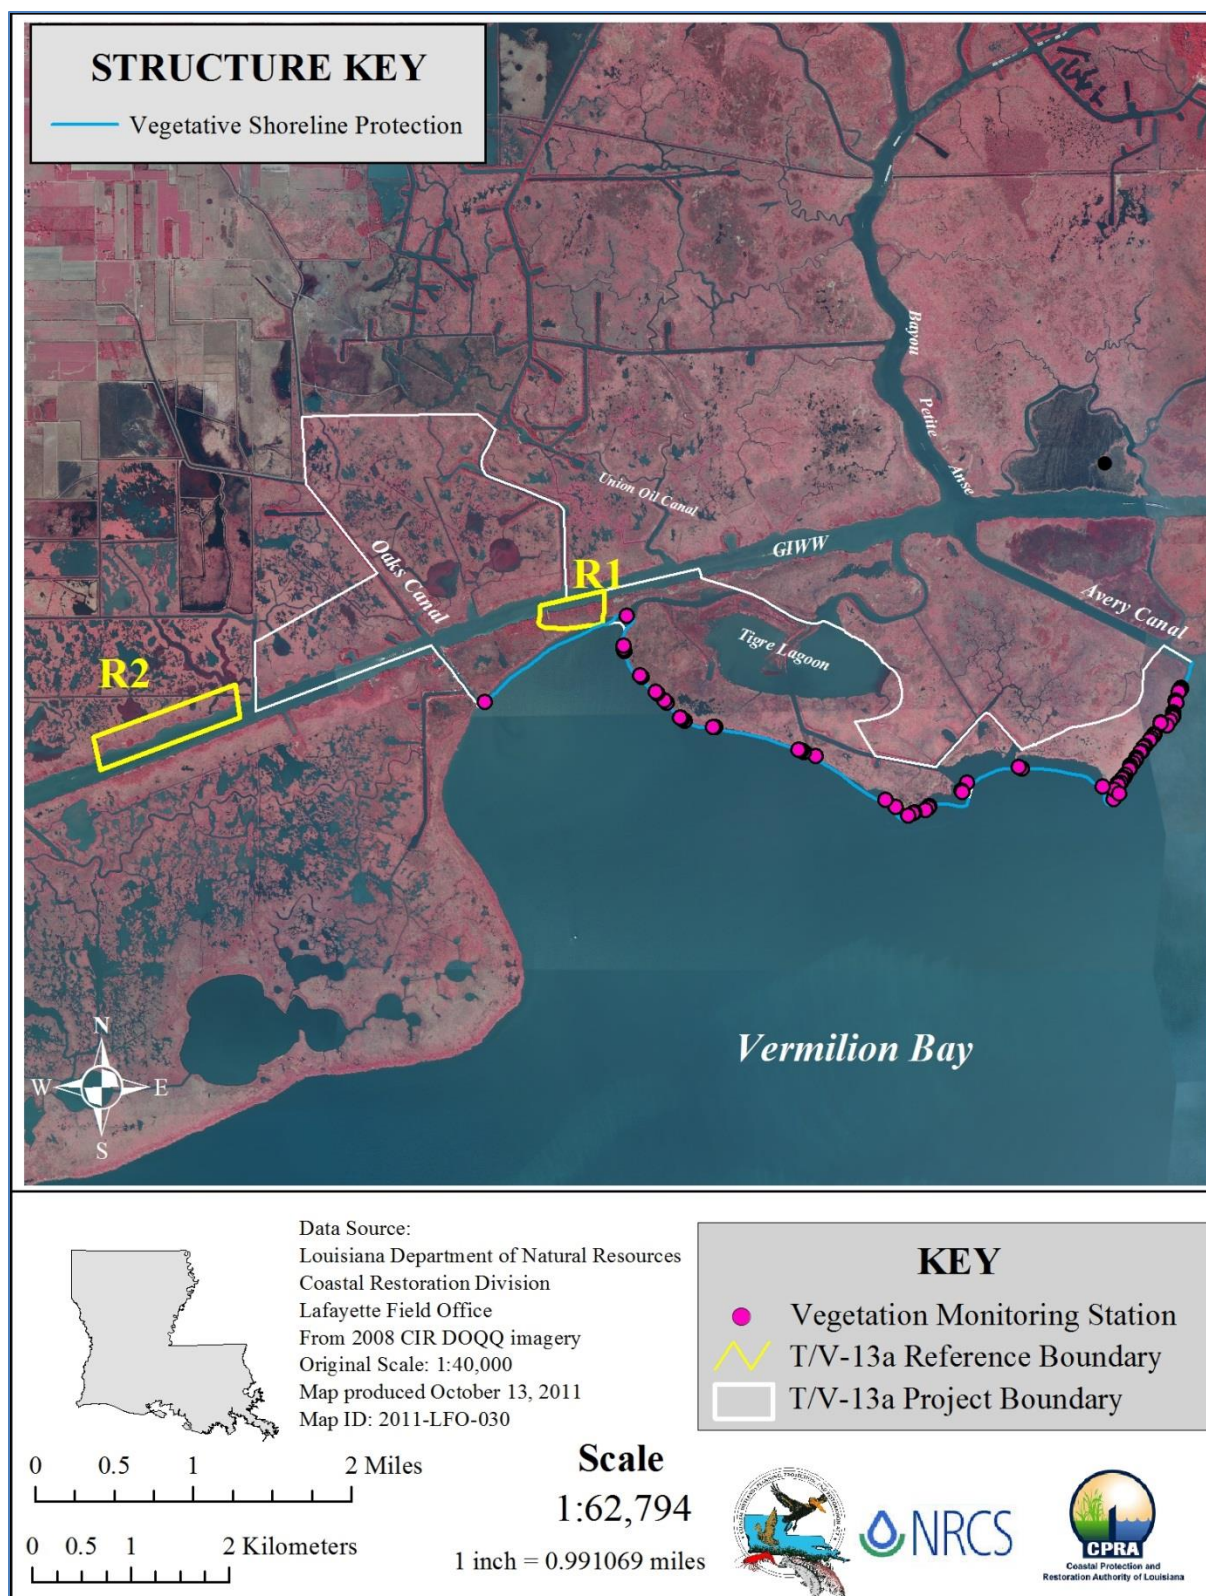 STRUCTURE KEY
Vegetative Shoreline Protection
Bayou
Petite
Anse
Union Oil Canal
GIWW
Oaks Canal
R1
Avery Canal
Tigre Lagoon
R2
Vermilion Bay
N
W E
S
Data Source:
Louisiana Department of Natural Resources
Coastal Restoration Division
Lafayette Field Office
From 2008 CIR DOQQ imagery
Original Scale: 1:40,000
Map produced October 13, 2011
Map ID: 2011-LFO-030
KEY
Vegetation Monitoring Station
T/V-13a Reference Boundary
T/V-13a Project Boundary
0 0.5 1 2 Miles
0 0.5 1 2 Kilometers
Scale
1:62,794
1 inch = 0.991069 miles
NRCS
CPRA
Coastal Protection and
Restoration Authority of Louisiana